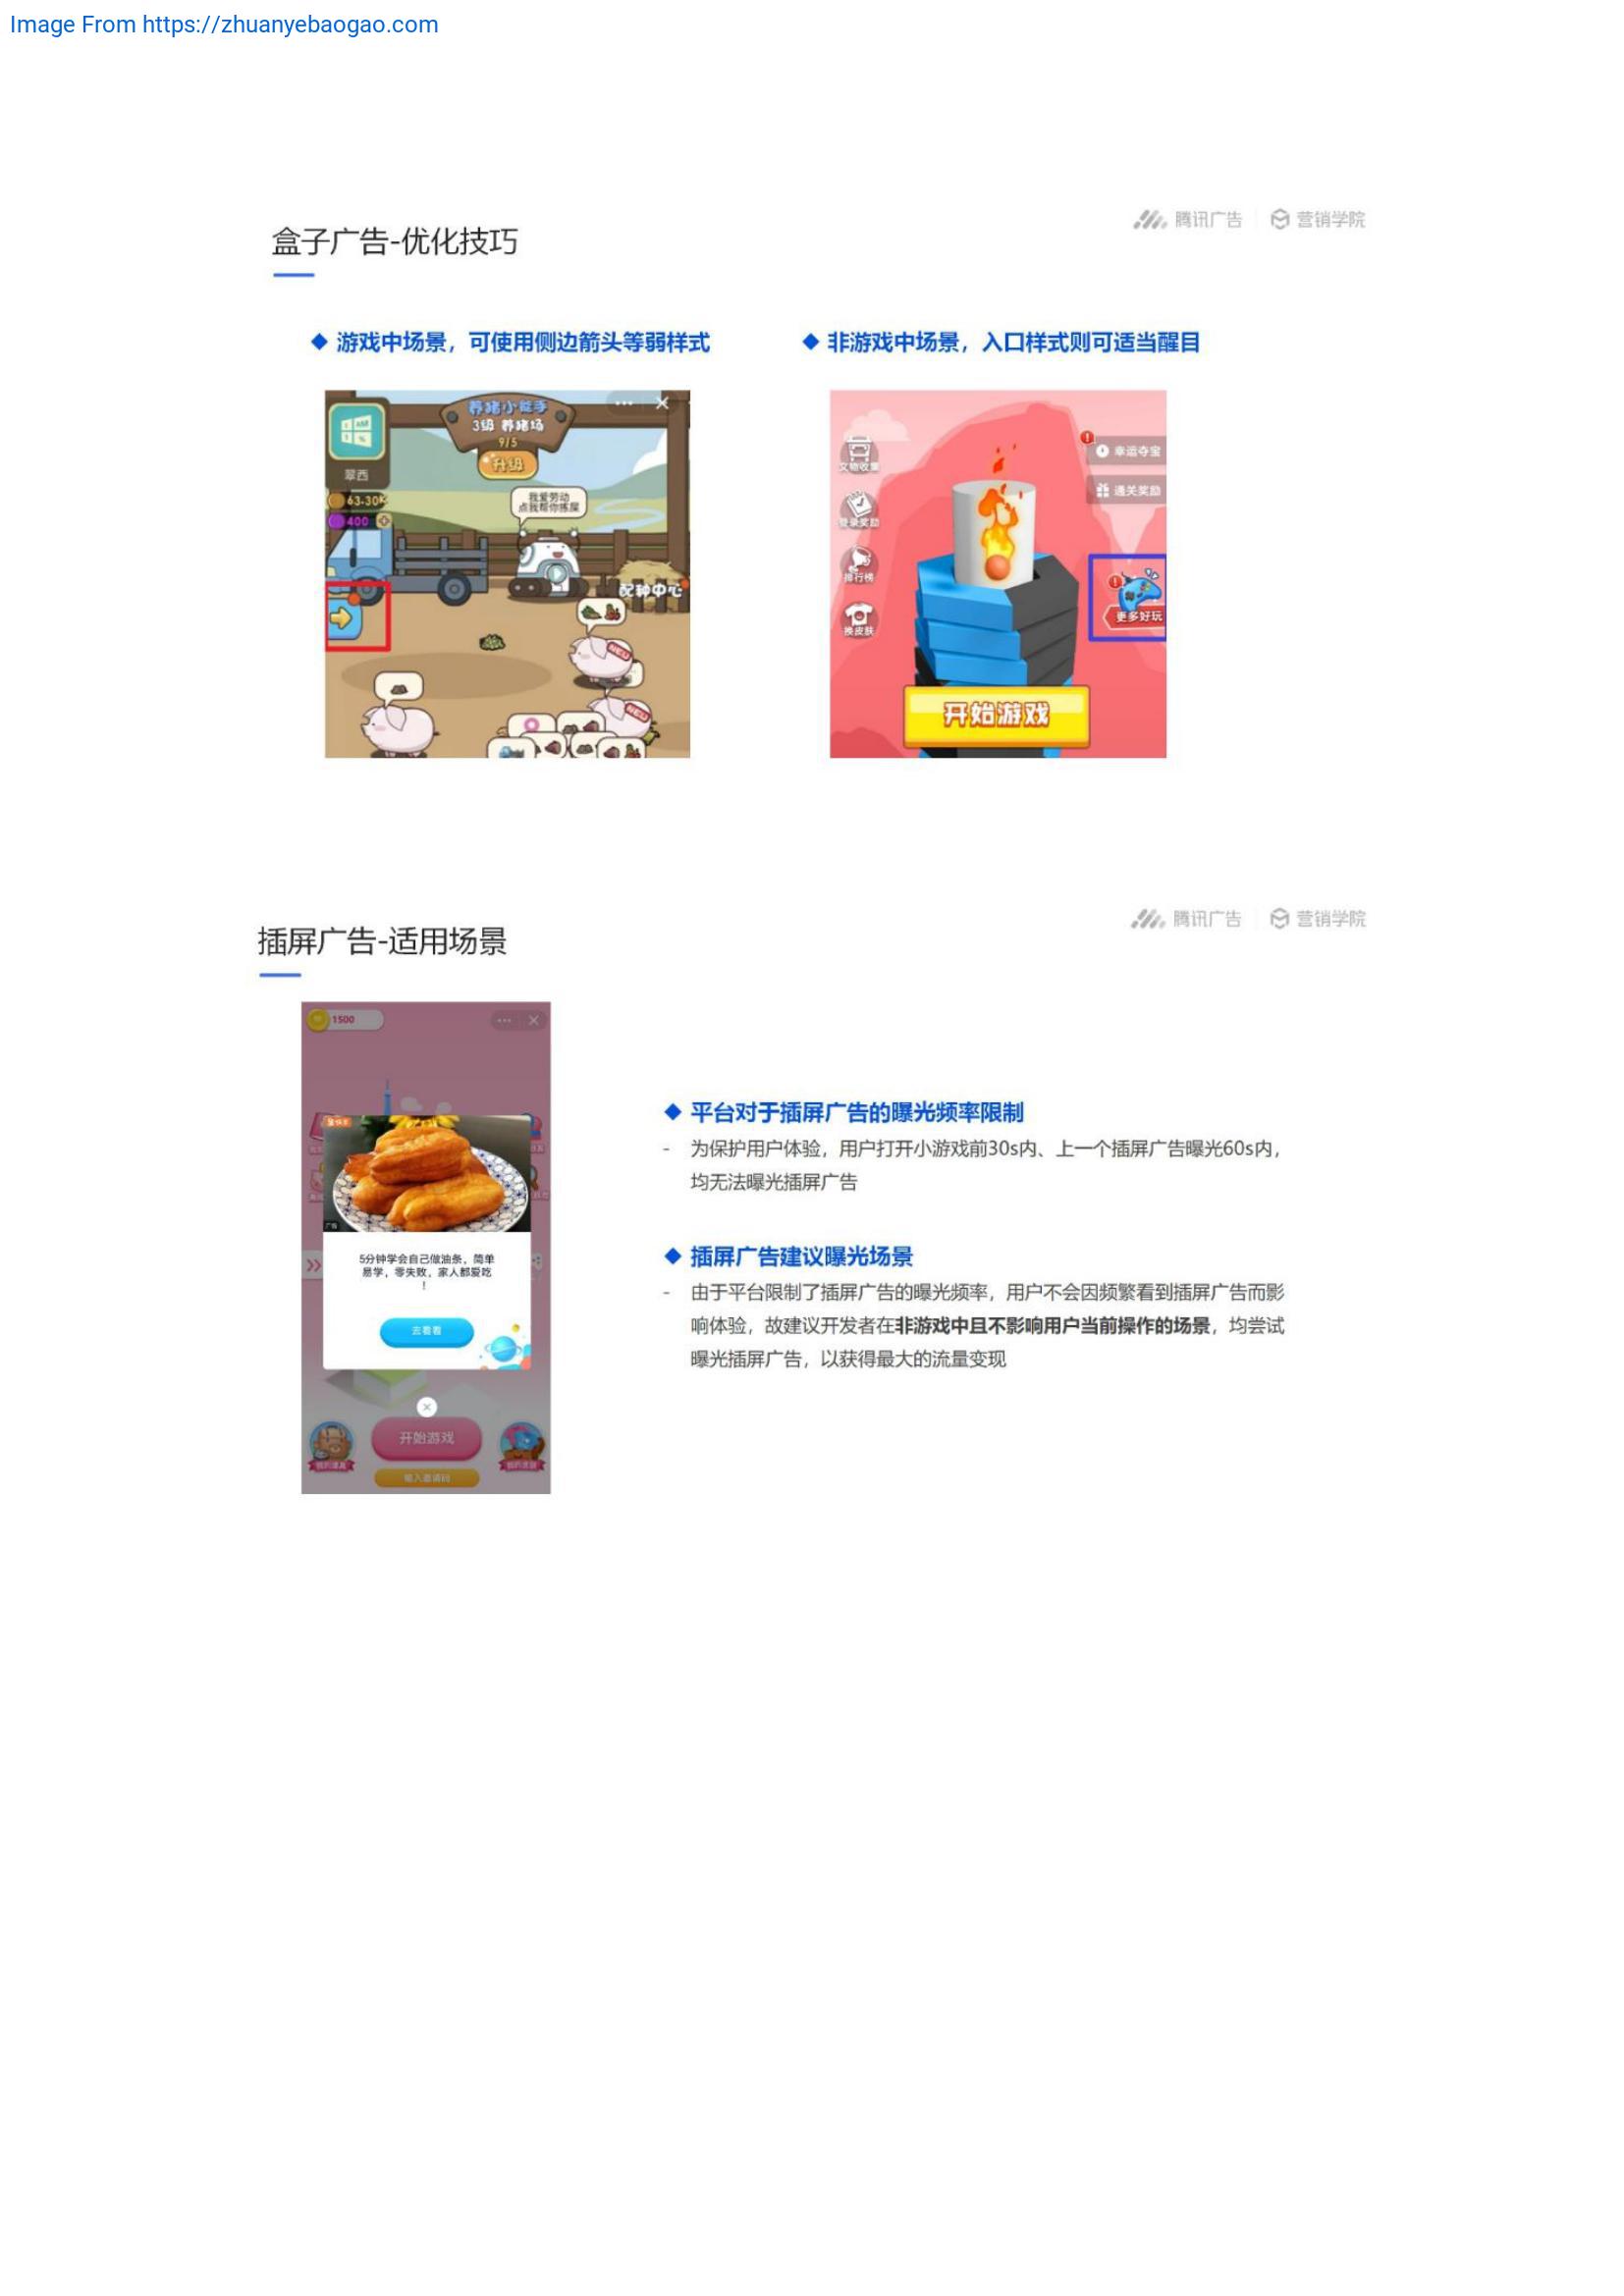 Image From https://zhuanyebaogao.com
腾讯广告 营销学院
盒子广告-优化技巧
◆ 游戏中场景，可使用侧边箭头等弱样式
◆ 非游戏中场景，入口样式则可适当醒目
养猪小能手
3级 养猪场
9/5
升级
翠西
63.30K
400
我爱劳动
点我帮你拣屎
配种中心
NEW
NEW
文物收集
登录奖励
排行榜
换皮肤
幸运夺宝
通关奖励
更多好玩
开始游戏
腾讯广告 营销学院
插屏广告-适用场景
1500
广告
5分钟学会自己做油条，简单
易学，零失败，家人都爱吃
！
去看看
开始游戏
输入邀请码
◆ 平台对于插屏广告的曝光频率限制
- 为保护用户体验，用户打开小游戏前30s内、上一个插屏广告曝光60s内，
均无法曝光插屏广告
◆ 插屏广告建议曝光场景
- 由于平台限制了插屏广告的曝光频率，用户不会因频繁看到插屏广告而影
响体验，故建议开发者在非游戏中且不影响用户当前操作的场景，均尝试
曝光插屏广告，以获得最大的流量变现